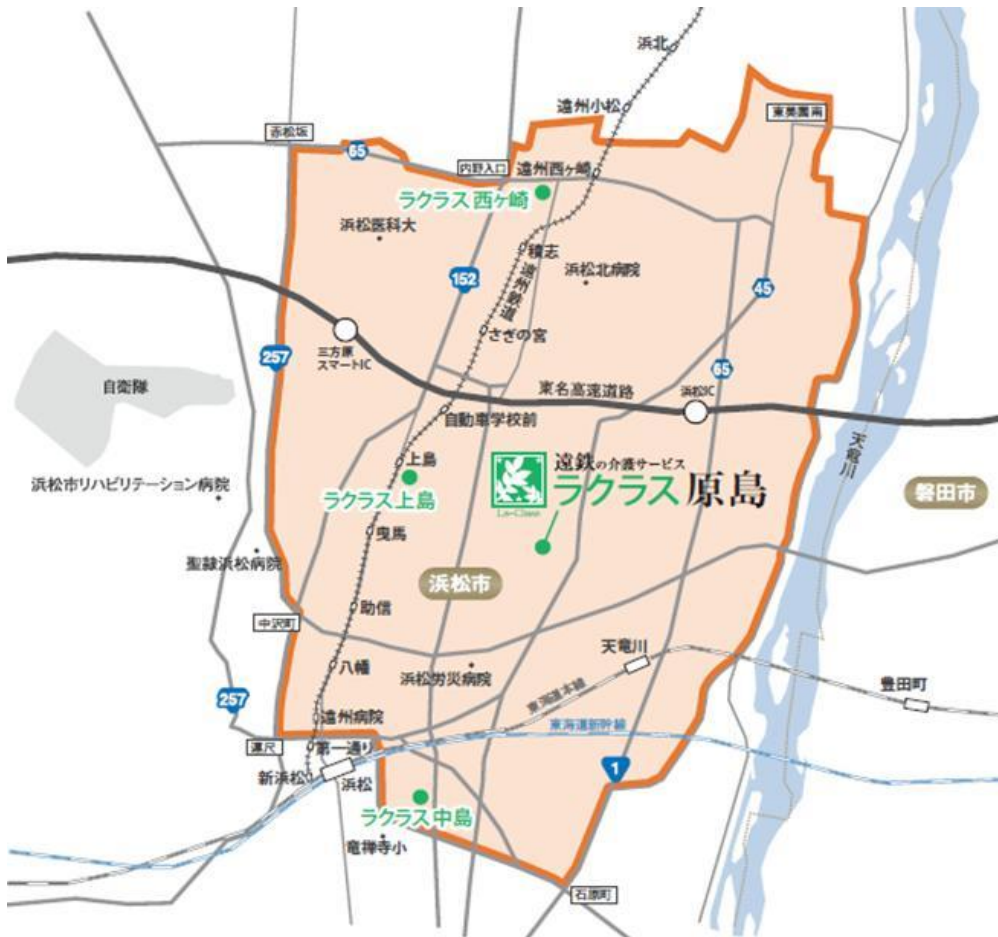 浜北
遠州小松
東美薗南
赤松坂
65
内野入口
遠州西ヶ崎
ラクラス西ヶ崎
浜松医科大
積志
浜松北病院
152
遠州鉄道
45
さぎの宮
三方原
スマートIC
257
65
自衛隊
東名高速道路
浜松IC
自動車学校前
天竜川
上島
遠鉄の介護サービス
ラクラス原島
La-Class
浜松市リハビリテーション病院
ラクラス上島
磐田市
曳馬
聖隷浜松病院
浜松市
助信
中沢町
天竜川
八幡
浜松労災病院
257
東海道本線
豊田町
遠州病院
東海道新幹線
連尺
第一通り
新浜松
浜松
1
ラクラス中島
竜禅寺小
石原町